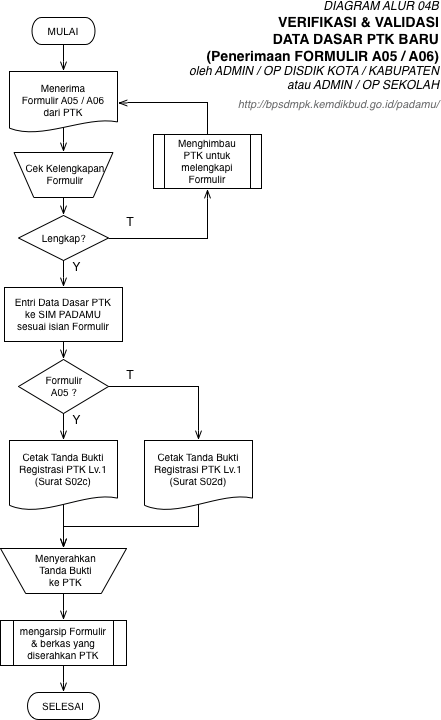 DIAGRAM ALUR 04B
VERIFIKASI & VALIDASI
DATA DASAR PTK BARU
(Penerimaan FORMULIR A05 / A06)
oleh ADMIN / OP DISDIK KOTA / KABUPATEN
atau ADMIN / OP SEKOLAH
http://bpsdmpk.kemdikbud.go.id/padamu/
MULAI
Menerima
Formulir A05 / A06
dari PTK
Menghimbau
PTK untuk
melengkapi
Formulir
Cek Kelengkapan
Formulir
Lengkap?
T
Y
Entri Data Dasar PTK
ke SIM PADAMU
sesuai isian Formulir
Formulir
A05 ?
T
Y
Cetak Tanda Bukti
Registrasi PTK Lv.1
(Surat S02c)
Cetak Tanda Bukti
Registrasi PTK Lv.1
(Surat S02d)
Menyerahkan
Tanda Bukti
ke PTK
mengarsip Formulir
& berkas yang
diserahkan PTK
SELESAI